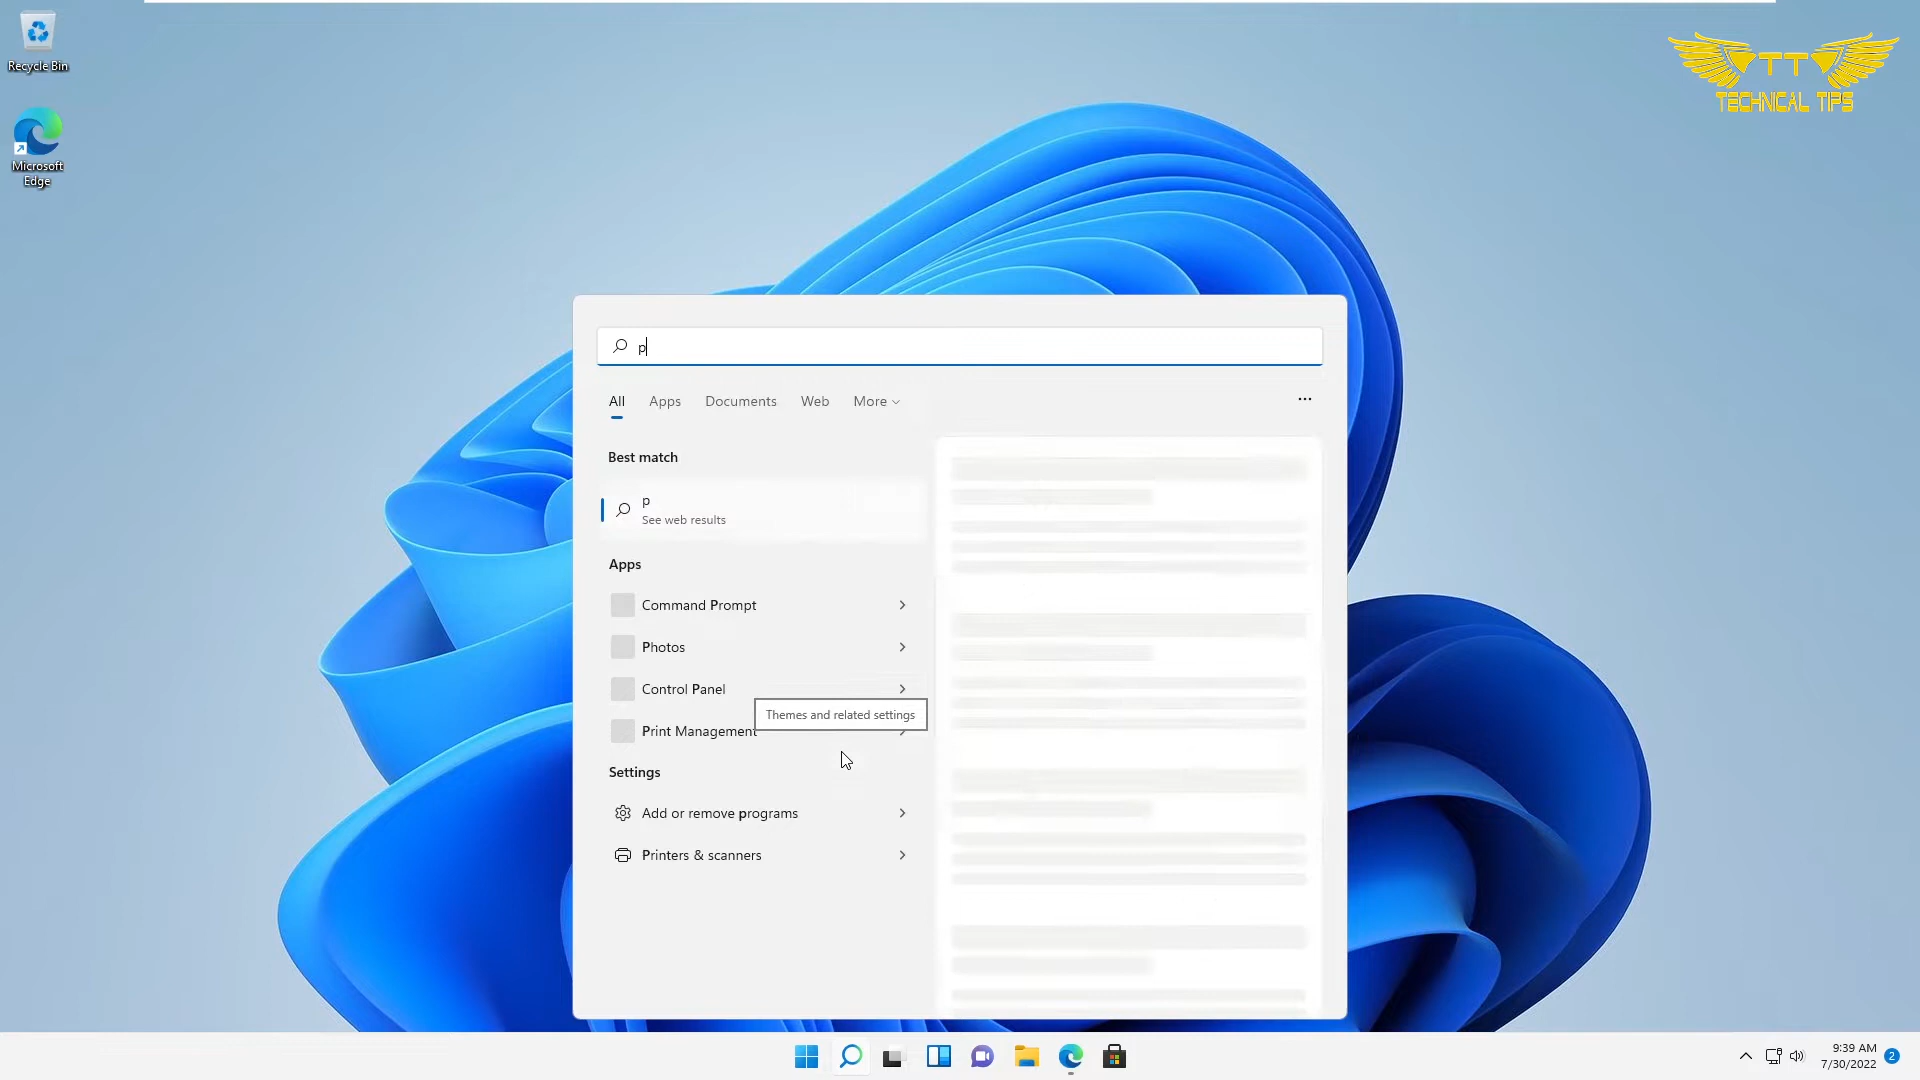 Recycle Bin
Microsoft
Edge
TT
TECHNICAL TIPS
p
All Apps Documents Web More
Best match
p
See web results
Apps
Command Prompt
Photos
Control Panel
Themes and related settings
Print Management
Settings
Add or remove programs
Printers & scanners
9:39 AM
7/30/2022
2